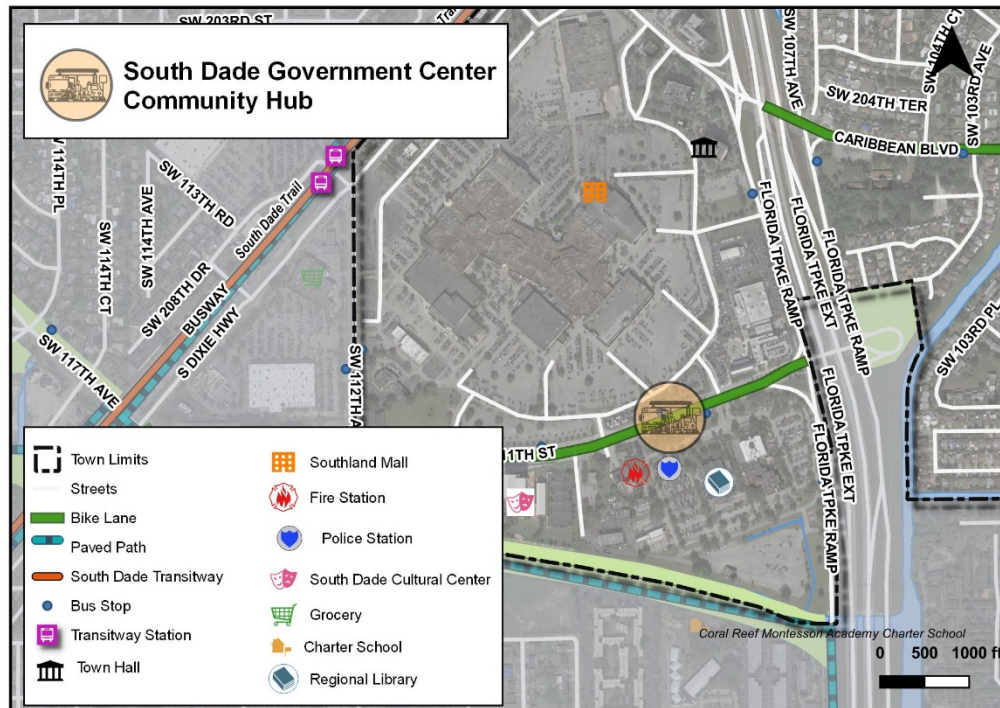 SW 203RD ST
Trail
South Dade Government Center
Community Hub
SW 107TH AVE
SW 104TH CT
SW 103RD AVE
SW 204TH TER
CARIBBEAN BLVD
114TH PL
SW 114TH CT
SW 114TH AVE
SW 113TH RD
South Dade Trail
SW 208TH DR
BUSWAY
S DIXIE HWY
SW 117TH AVE
SW 112TH A
FLORIDA TPKE RAMP
FLORIDA TPKE EXT
FLORIDA TPKE RAMP
SW 103RD PL
1TH ST
FLORIDA TPKE EXT
FLORIDA TPKE RAMP
Town Limits
Streets
Bike Lane
Paved Path
South Dade Transitway
Bus Stop
Transitway Station
Town Hall
Southland Mall
Fire Station
Police Station
South Dade Cultural Center
Grocery
Charter School
Regional Library
Coral Reef Montessori Academy Charter School
0 500 1000 ft